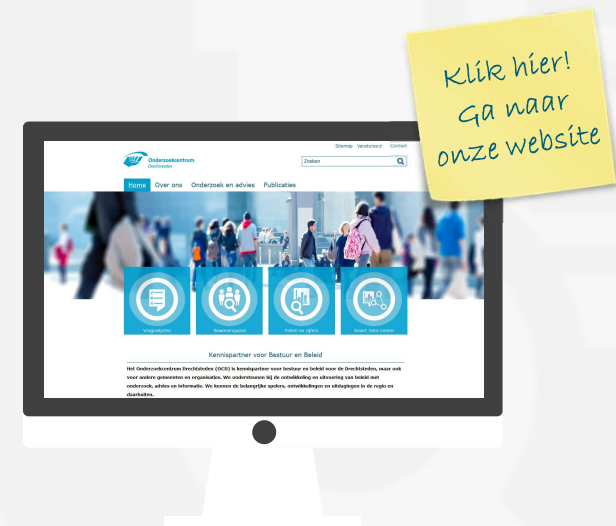 Klik hier!
Ga naar
onze website
Sitemap Vacatures Contact
Onderzoekcentrum
Drechtsteden
Zoeken
Home Over ons Onderzoek en advies Publicaties
Vragenlijsten Bewonerspanel Feiten en cijfers Smart Data Center
Kennispartner voor Bestuur en Beleid
Het Onderzoekcentrum Drechtsteden (OCD) is kennispartner voor bestuur en beleid voor de Drechtsteden, maar ook
voor andere gemeenten en organisaties. We ondersteunen bij de ontwikkeling en uitvoering van beleid met
onderzoek, advies en informatie. We kennen de belangrijke spelers, ontwikkelingen en uitdagingen in de regio en
daarbuiten.